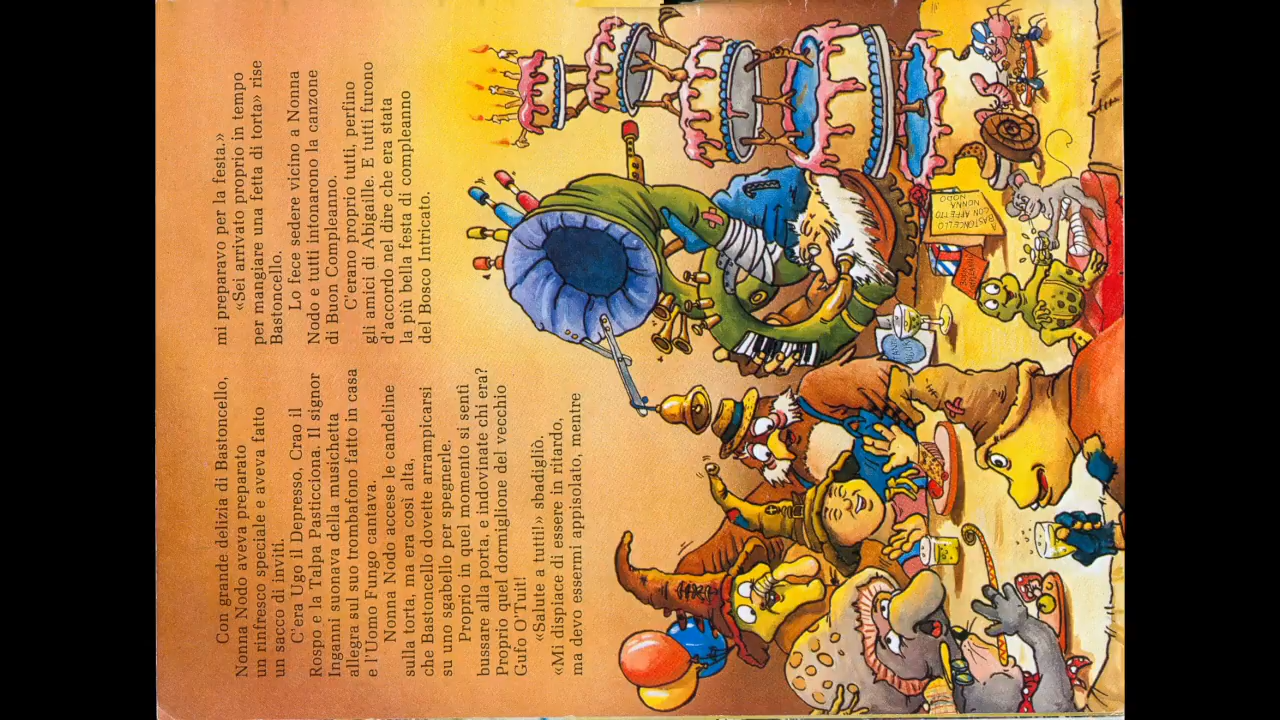 Con grande delizia di Bastoncello,
Nonna Nodo aveva preparato
un rinfresco speciale e aveva fatto
un sacco di inviti.
C'era Ugo il Depresso, Crao il
Rospo e la Talpa Pasticciona. Il signor
Inganni suonava della musichetta
allegra sul suo trombafono fatto in casa
e l'Uomo Fungo cantava.
Nonna Nodo accese le candeline
sulla torta, ma era così alta,
che Bastoncello dovette arrampicarsi
su uno sgabello per spegnerle.
Proprio in quel momento si sentì
bussare alla porta, e indovinate chi era?
Proprio quel dormiglione del vecchio
Gufo O'Tuit!
«Salute a tutti!» sbadigliò.
«Mi dispiace di essere in ritardo,
ma devo essermi appisolato, mentre
mi preparavo per la festa.»
«Sei arrivato proprio in tempo
per mangiare una fetta di torta» rise
Bastoncello.
Lo fece sedere vicino a Nonna
Nodo e tutti intonarono la canzone
di Buon Compleanno.
C'erano proprio tutti, perfino
gli amici di Abigaille. E tutti furono
d'accordo nel dire che era stata
la più bella festa di compleanno
del Bosco Intricato.
A
BASTONCELLO
CON AFFETTO
NONNA
NODO